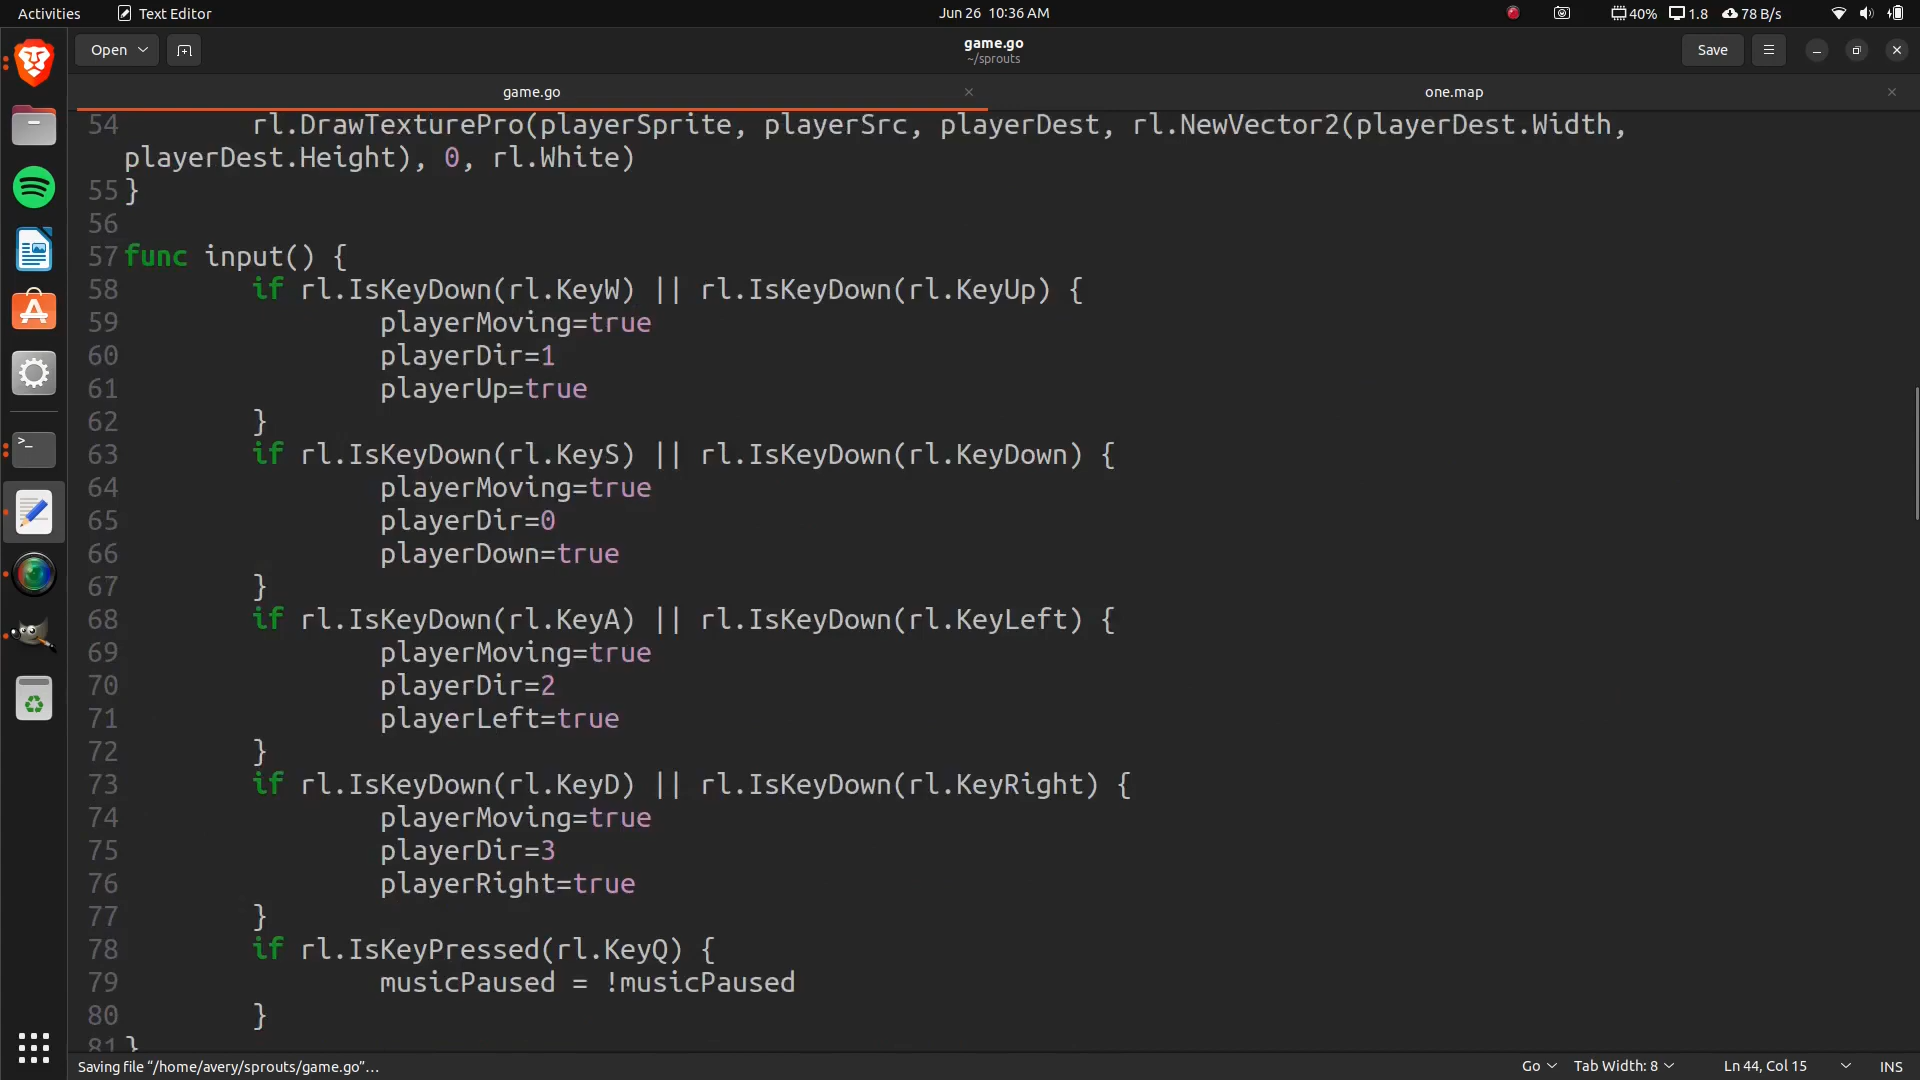 Activities Text Editor Jun 26 10:36 AM 40% 1.8 78 B/s
Open game.go Save
~/sprouts
game.go one.map
54 rl.DrawTexturePro(playerSprite, playerSrc, playerDest, rl.NewVector2(playerDest.Width,
playerDest.Height), 0, rl.White)
55 }
56
57 func input() {
58 if rl.IsKeyDown(rl.KeyW) || rl.IsKeyDown(rl.KeyUp) {
59 playerMoving=true
60 playerDir=1
61 playerUp=true
62 }
63 if rl.IsKeyDown(rl.KeyS) || rl.IsKeyDown(rl.KeyDown) {
64 playerMoving=true
65 playerDir=0
66 playerDown=true
67 }
68 if rl.IsKeyDown(rl.KeyA) || rl.IsKeyDown(rl.KeyLeft) {
69 playerMoving=true
70 playerDir=2
71 playerLeft=true
72 }
73 if rl.IsKeyDown(rl.KeyD) || rl.IsKeyDown(rl.KeyRight) {
74 playerMoving=true
75 playerDir=3
76 playerRight=true
77 }
78 if rl.IsKeyPressed(rl.KeyQ) {
79 musicPaused = !musicPaused
80 }
81 }
Saving file “/home/avery/sprouts/game.go”… Go Tab Width: 8 Ln 44, Col 15 INS